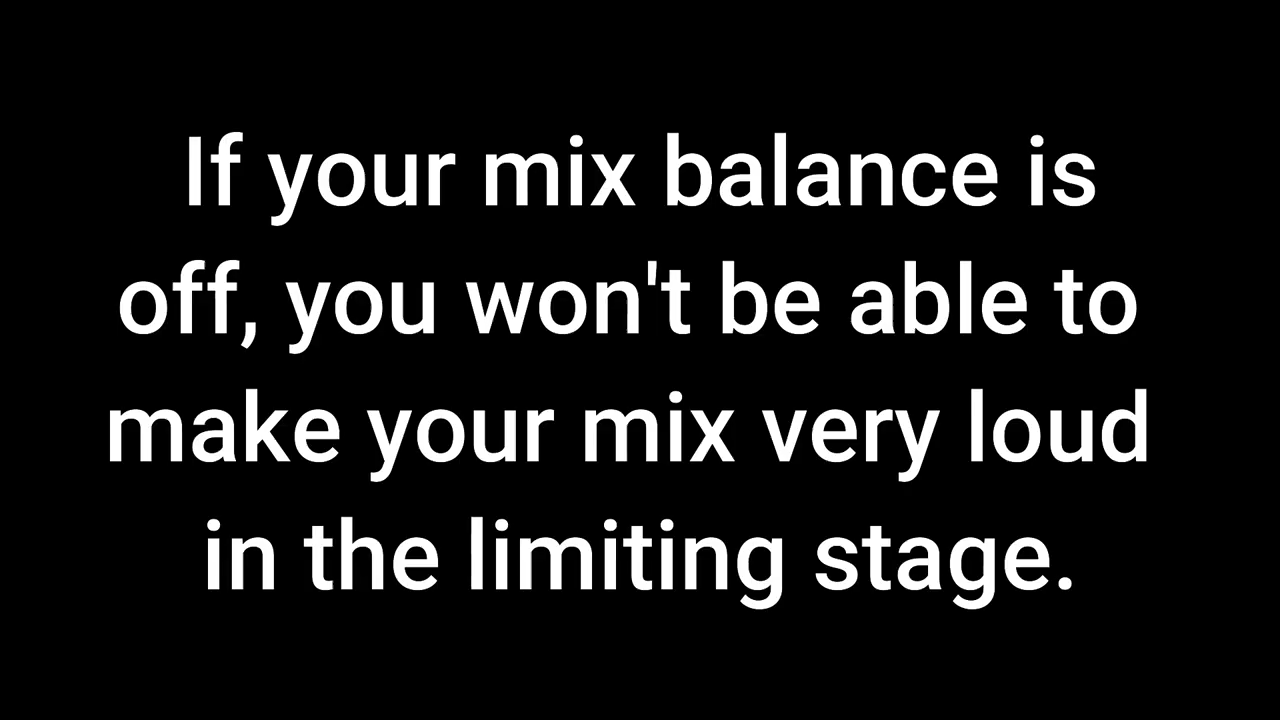 If your mix balance is
off, you won't be able to
make your mix very loud
in the limiting stage.